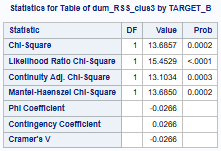 Statistics for Table of dum_RSS_clus3 by TARGET_B
Statistic DF Value Prob
Chi-Square 1 13.6857 0.0002
Likelihood Ratio Chi-Square 1 15.4529 <.0001
Continuity Adj. Chi-Square 1 13.1034 0.0003
Mantel-Haenszel Chi-Square 1 13.6850 0.0002
Phi Coefficient -0.0266
Contingency Coefficient 0.0266
Cramer's V -0.0266